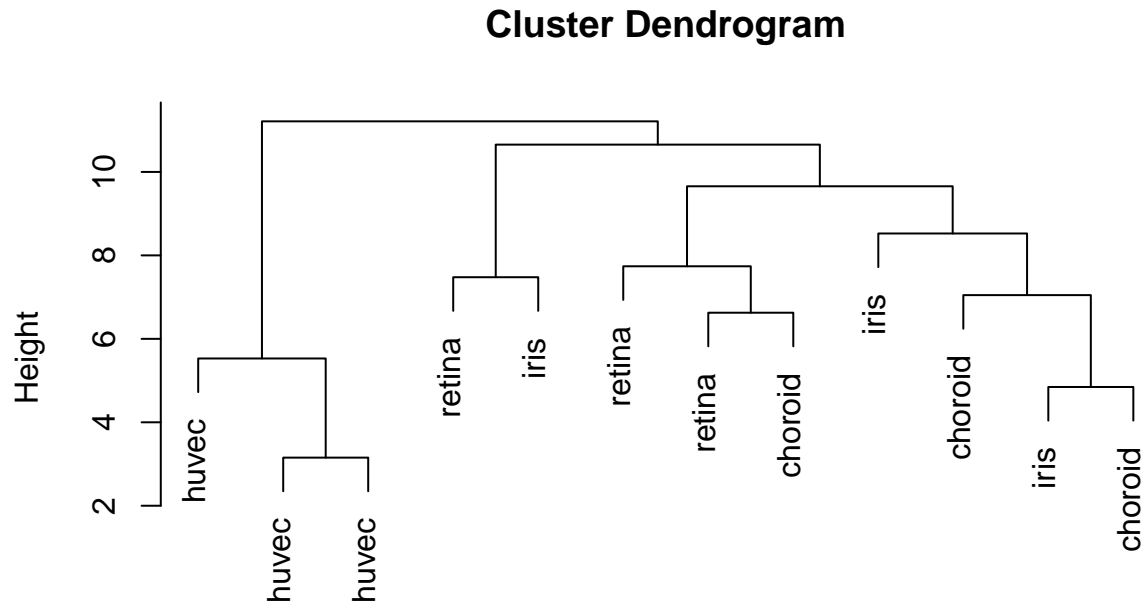 Cluster Dendrogram
Height
10
8
6
4
2
huvec
huvec
huvec
retina
iris
retina
retina
choroid
iris
choroid
iris
choroid